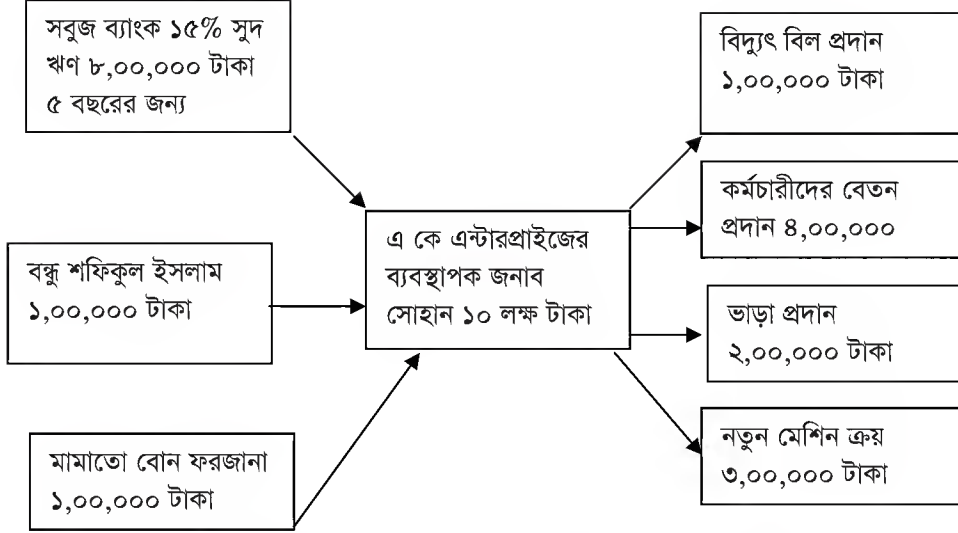 সবুজ ব্যাংক ১৫% সুদ
ঋণ ৮,০০,০০০ টাকা
৫ বছরের জন্য
বন্ধু শফিকুল ইসলাম
১,০০,০০০ টাকা
মামাতো বোন ফরজানা
১,০০,০০০ টাকা
এ কে এন্টারপ্রাইজের
ব্যবস্থাপক জনাব
সোহান ১০ লক্ষ টাকা
বিদ্যুৎ বিল প্রদান
১,০০,০০০ টাকা
কর্মচারীদের বেতন
প্রদান ৪,০০,০০০
ভাড়া প্রদান
২,০০,০০০ টাকা
নতুন মেশিন ক্রয়
৩,০০,০০০ টাকা